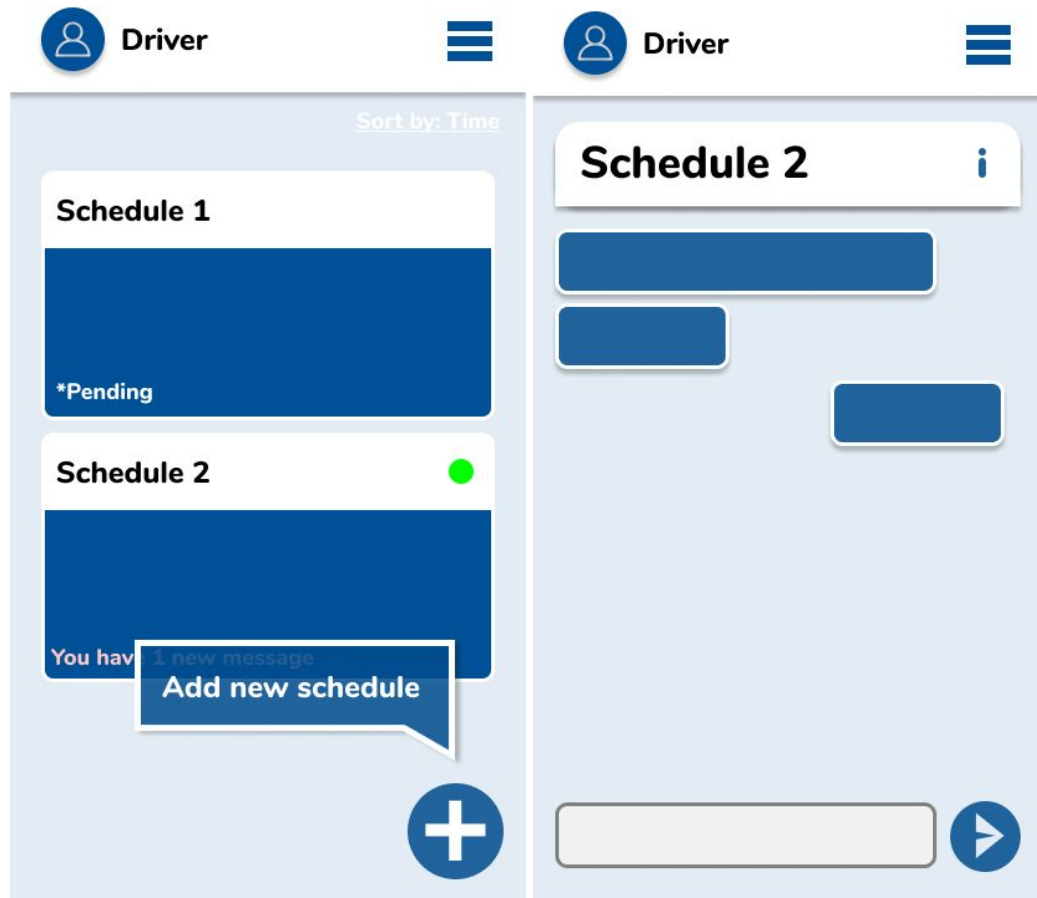 Driver
Sort by: Time
Schedule 1
*Pending
Schedule 2
You have 1 new message
Add new schedule
Driver
Schedule 2